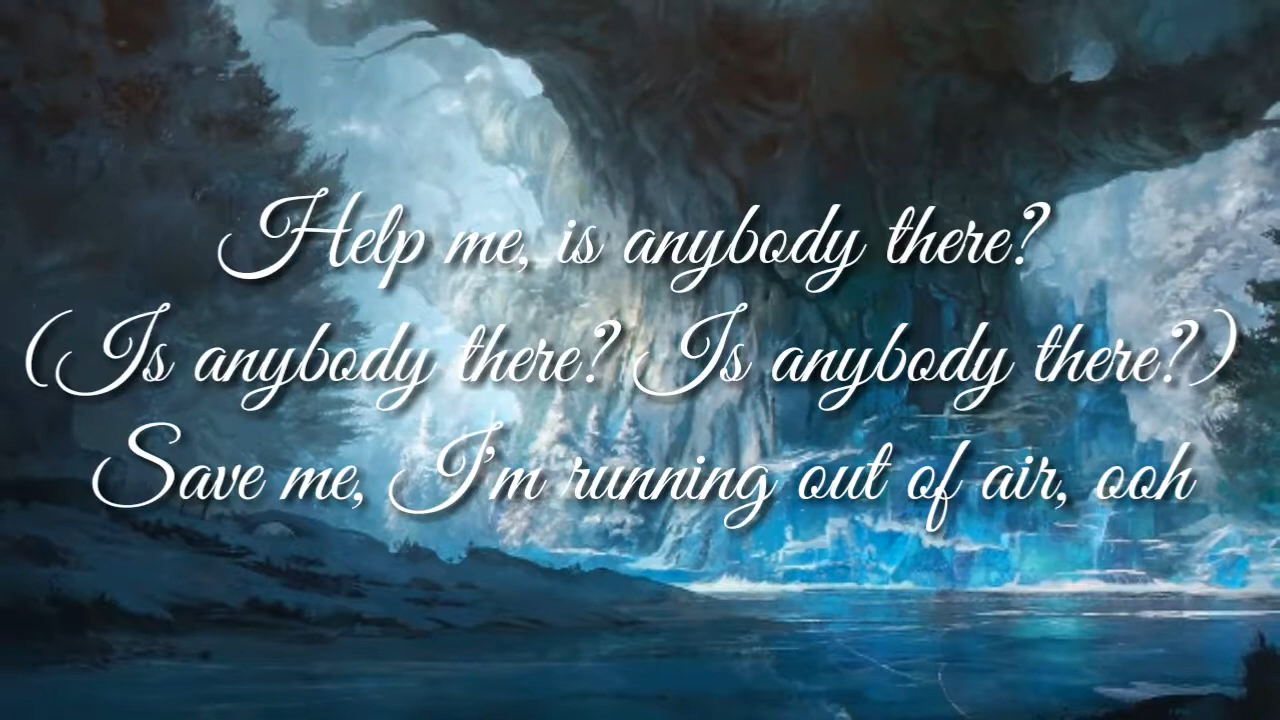 Help me, is anybody there?
(Is anybody there? Is anybody there?)
Save me, I'm running out of air, ooh